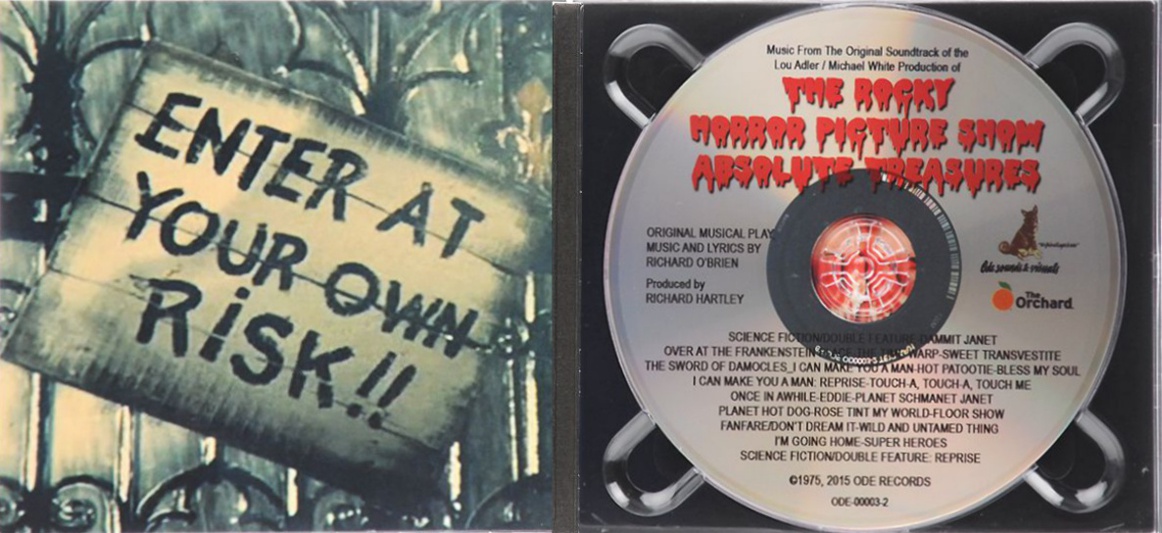 ENTER AT
YOUR OWN
RISK!!
Music From The Original Soundtrack of the
Lou Adler / Michael White Production of
THE ROCKY
HORROR PICTURE SHOW
ABSOLUTE TREASURES
ORIGINAL MUSICAL PLAY
MUSIC AND LYRICS BY
RICHARD O'BRIEN
Produced by
RICHARD HARTLEY
Ode sounds & visuals
The
Orchard
SCIENCE FICTION/DOUBLE FEATURE-DAMMIT JANET
OVER AT THE FRANKENSTEIN PLACE-THE TIME WARP-SWEET TRANSVESTITE
THE SWORD OF DAMOCLES_I CAN MAKE YOU A MAN-HOT PATOOTIE-BLESS MY SOUL
I CAN MAKE YOU A MAN: REPRISE-TOUCH-A, TOUCH-A, TOUCH ME
ONCE IN AWHILE-EDDIE-PLANET SCHMANET JANET
PLANET HOT DOG-ROSE TINT MY WORLD-FLOOR SHOW
FANFARE/DON'T DREAM IT-WILD AND UNTAMED THING
I'M GOING HOME-SUPER HEROES
SCIENCE FICTION/DOUBLE FEATURE: REPRISE
©1975, 2015 ODE RECORDS
ODE-00003-2